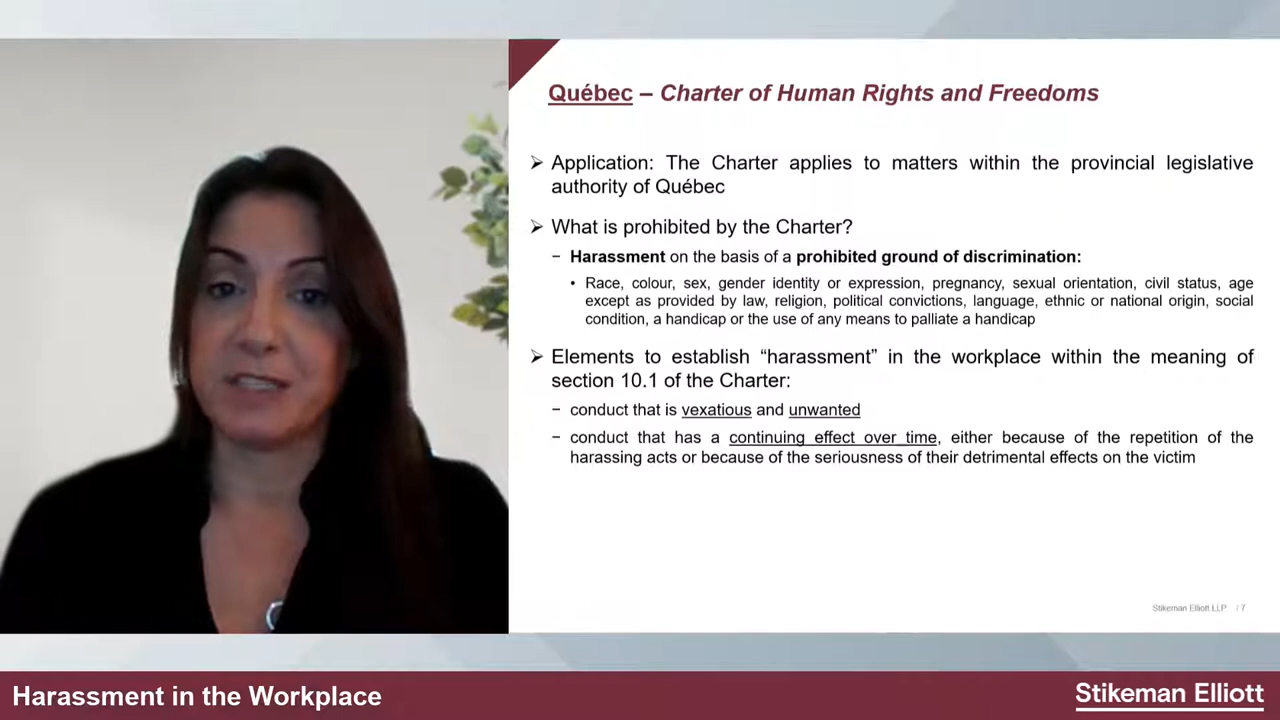 Québec – Charter of Human Rights and Freedoms
➢ Application: The Charter applies to matters within the provincial legislative
authority of Québec
➢ What is prohibited by the Charter?
− Harassment on the basis of a prohibited ground of discrimination:
• Race, colour, sex, gender identity or expression, pregnancy, sexual orientation, civil status, age
except as provided by law, religion, political convictions, language, ethnic or national origin, social
condition, a handicap or the use of any means to palliate a handicap
➢ Elements to establish “harassment” in the workplace within the meaning of
section 10.1 of the Charter:
− conduct that is vexatious and unwanted
− conduct that has a continuing effect over time, either because of the repetition of the
harassing acts or because of the seriousness of their detrimental effects on the victim
Stikeman Elliott LLP / 7
Harassment in the Workplace
Stikeman Elliott